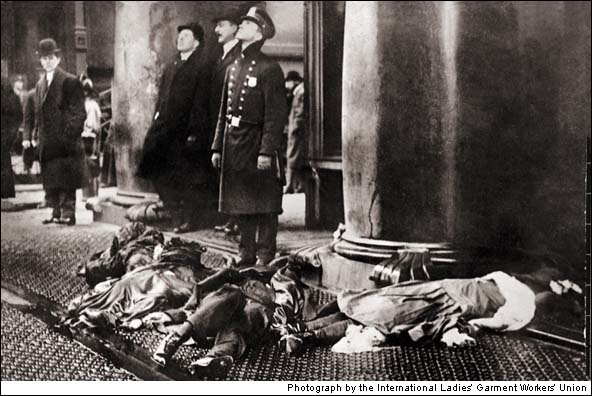 Photograph by the International Ladies' Garment Workers' Union